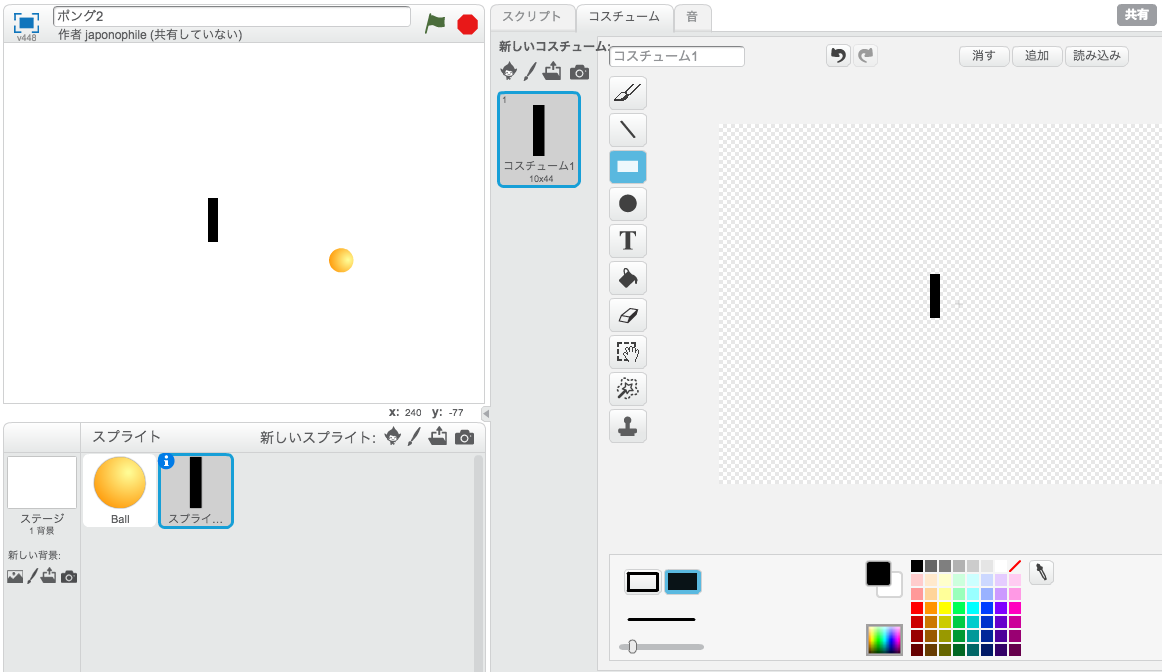 v448
ポング2
作者 japonophile (共有していない)
スクリプト
コスチューム
音
共有
新しいコスチューム:
コスチューム1
消す
追加
読み込み
1
コスチューム1
10x44
T
x: 240 y: -77
スプライト
新しいスプライト:
ステージ
1 背景
新しい背景:
Ball
i
スプライ...